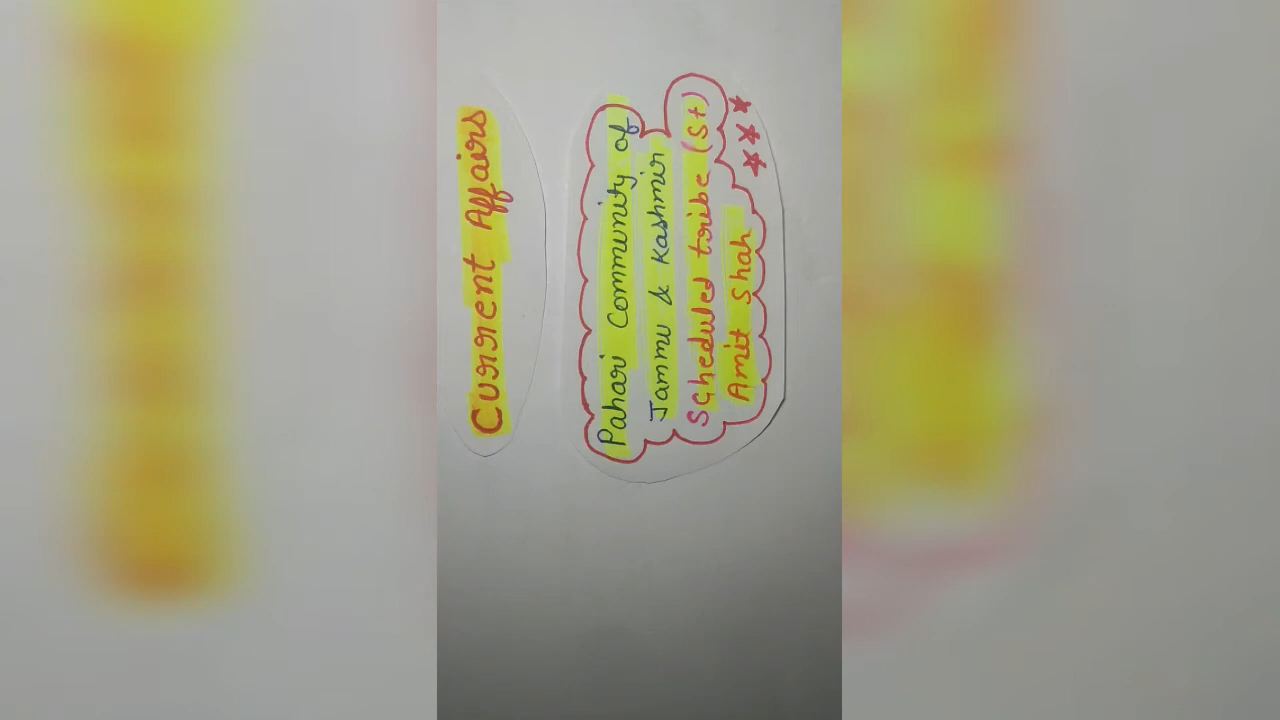 Current Affairs
Pahari Community of
Jammu & Kashmir
Scheduled tribe (St)
Amit Shah